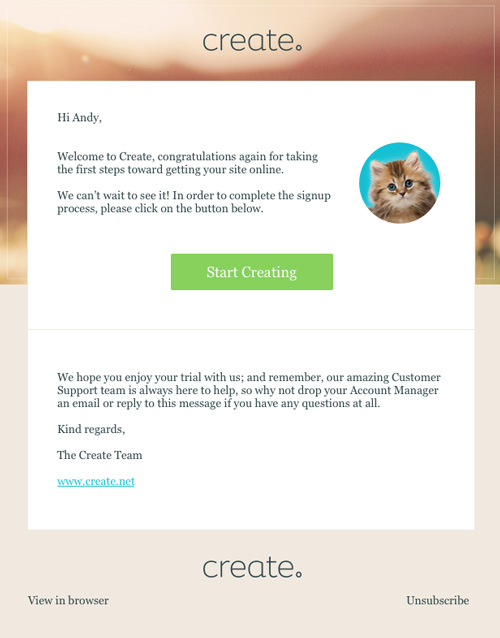 create.
Hi Andy,
Welcome to Create, congratulations again for taking
the first steps toward getting your site online.
We can't wait to see it! In order to complete the signup
process, please click on the button below.
Start Creating
We hope you enjoy your trial with us; and remember, our amazing Customer
Support team is always here to help, so why not drop your Account Manager
an email or reply to this message if you have any questions at all.
Kind regards,
The Create Team
www.create.net
create.
View in browser
Unsubscribe